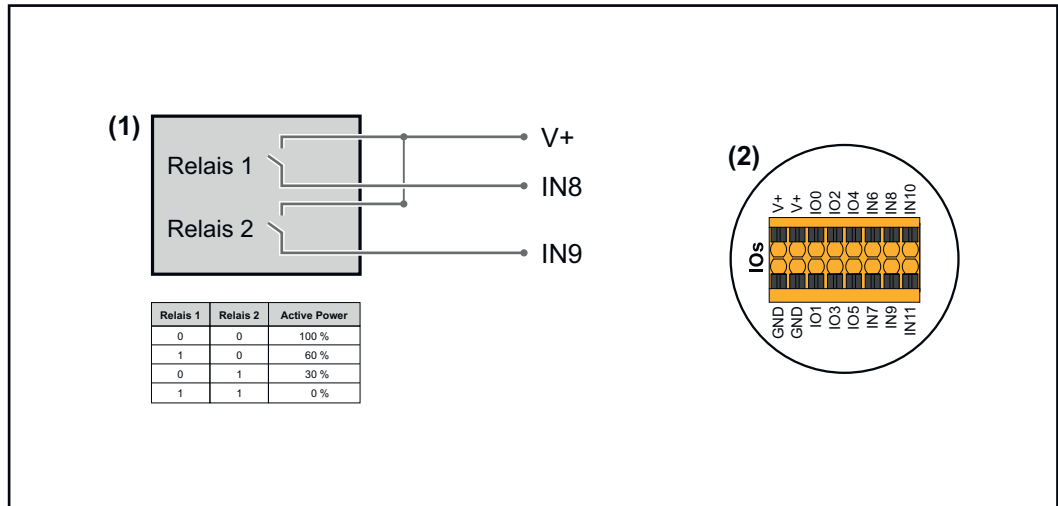 (1)
Relais 1
Relais 2
V+
IN8
IN9
Relais 1 Relais 2 Active Power
0 0 100 %
1 0 60 %
0 1 30 %
1 1 0 %
(2)
V+ V+ IO0 IO2 IO4 IN6 IN8 IN10
IOs
GND GND IO1 IO3 IO5 IN7 IN9 IN11